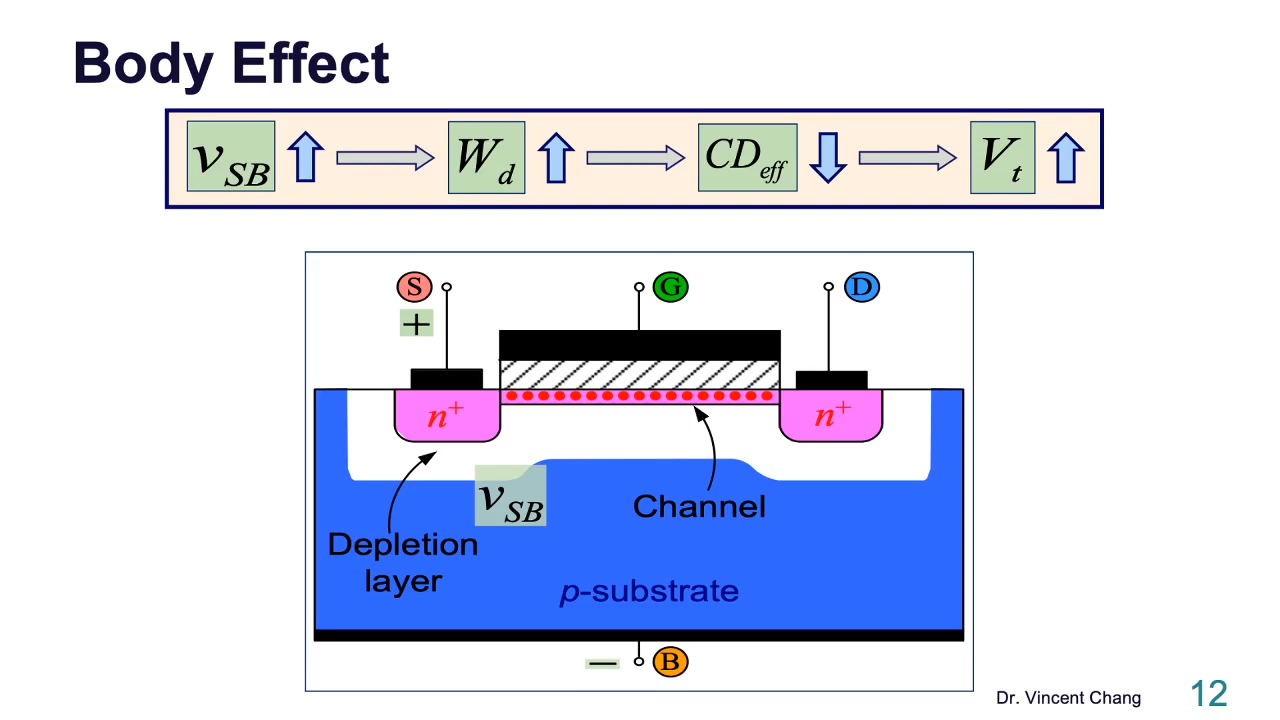 Body Effect
v_SB W_d CD_eff V_t
S G D
+
n+ n+
v_SB
Channel
Depletion
layer
p-substrate
− B
Dr. Vincent Chang 12